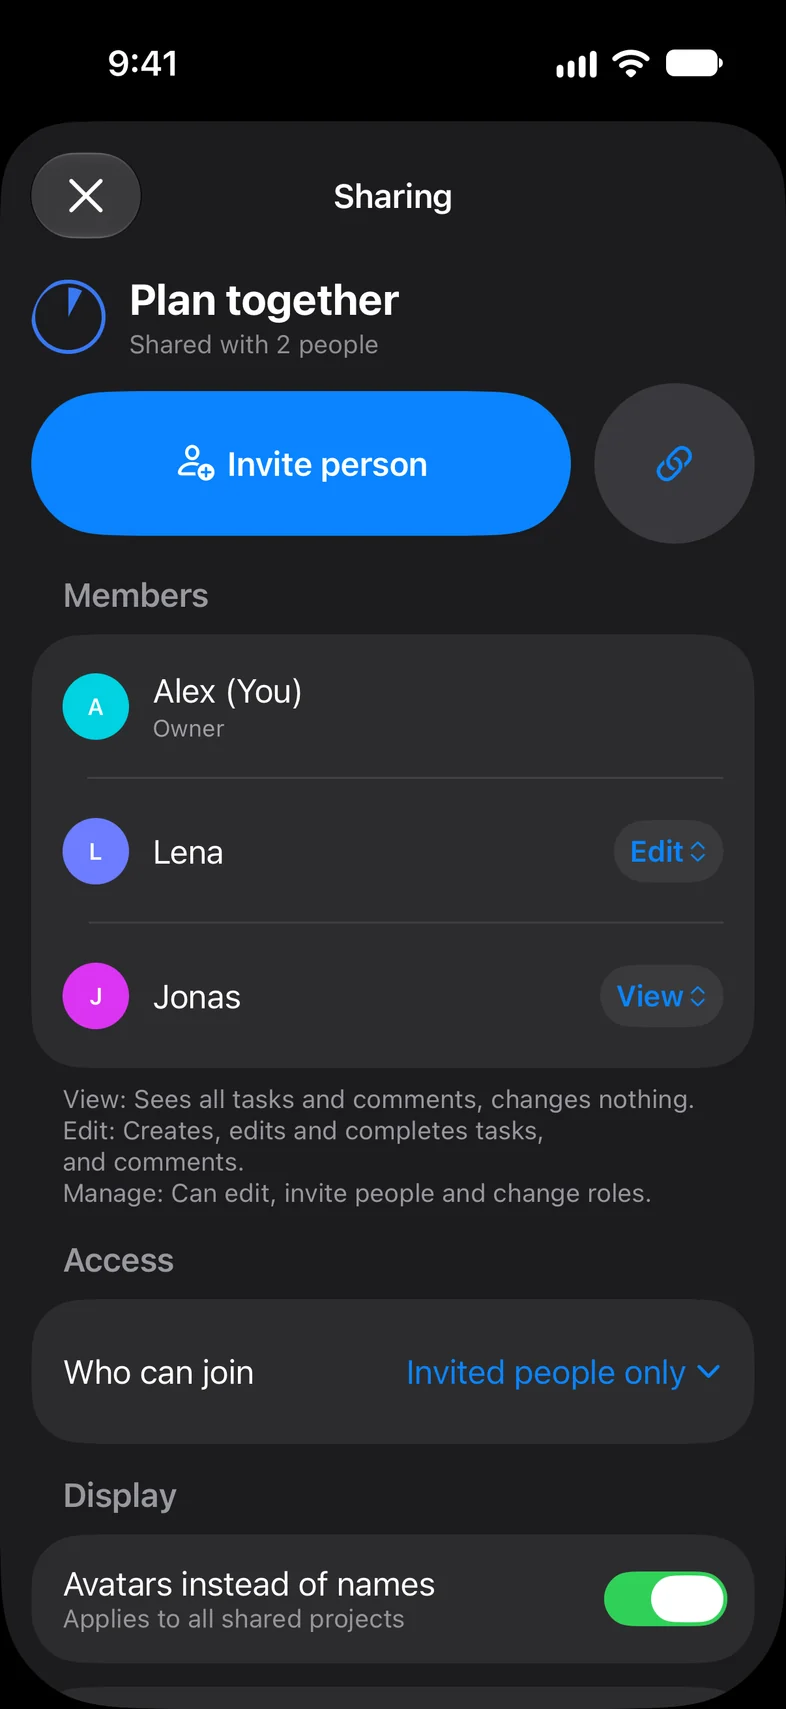 9:41
Sharing
Plan together
Shared with 2 people
Invite person
Members
A
Alex (You)
Owner
L
Lena
Edit
J
Jonas
View
View: Sees all tasks and comments, changes nothing.
Edit: Creates, edits and completes tasks,
and comments.
Manage: Can edit, invite people and change roles.
Access
Who can join
Invited people only
Display
Avatars instead of names
Applies to all shared projects